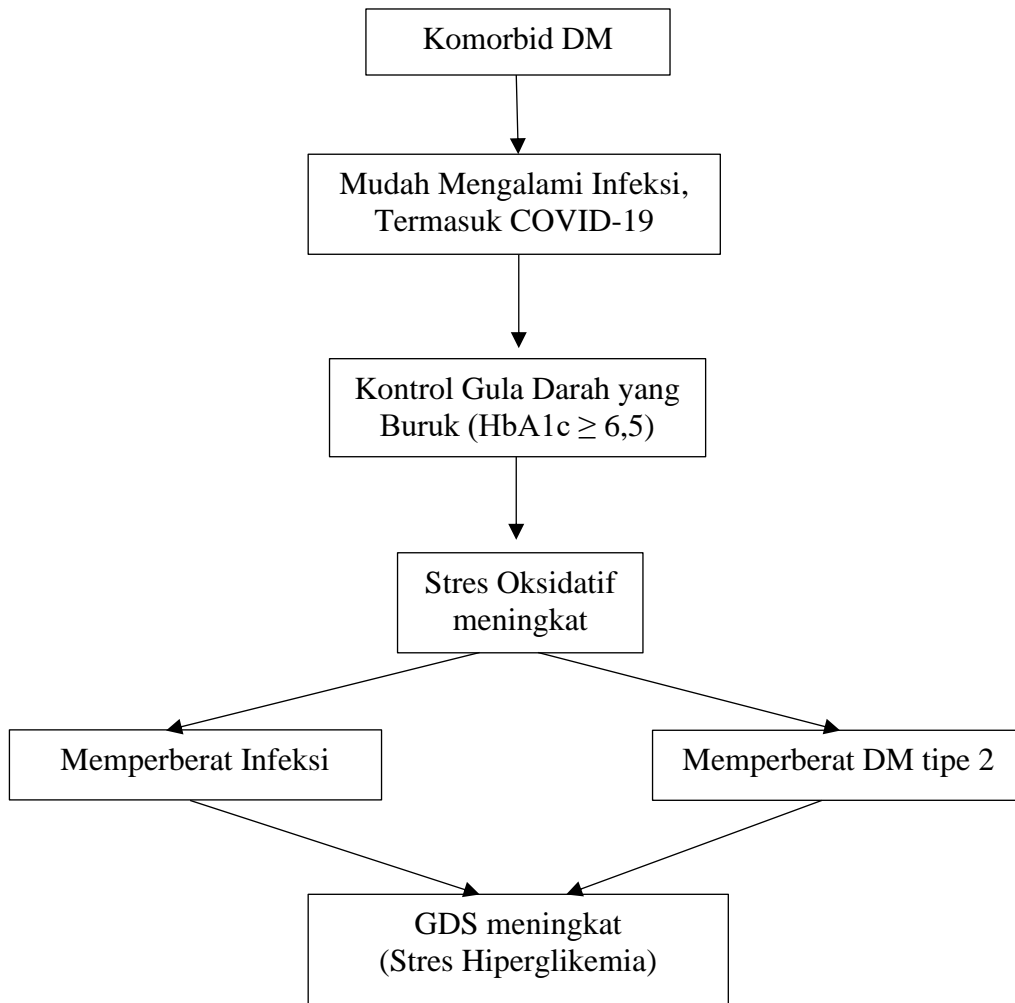 Komorbid DM
Mudah Mengalami Infeksi,
Termasuk COVID-19
Kontrol Gula Darah yang
Buruk (HbA1c ≥ 6,5)
Stres Oksidatif
meningkat
Memperberat Infeksi
Memperberat DM tipe 2
GDS meningkat
(Stres Hiperglikemia)